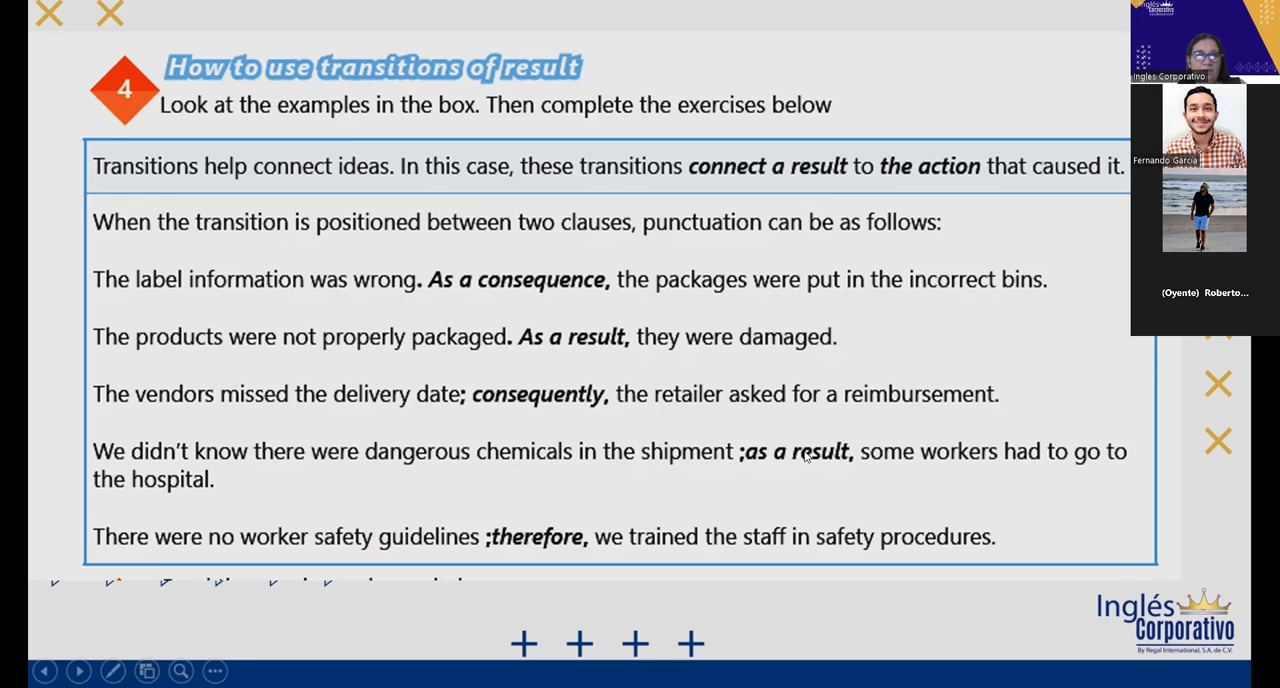 4
How to use transitions of result
Look at the examples in the box. Then complete the exercises below
Transitions help connect ideas. In this case, these transitions connect a result to the action that caused it.
When the transition is positioned between two clauses, punctuation can be as follows:
The label information was wrong. As a consequence, the packages were put in the incorrect bins.
The products were not properly packaged. As a result, they were damaged.
The vendors missed the delivery date; consequently, the retailer asked for a reimbursement.
We didn't know there were dangerous chemicals in the shipment ;as a result, some workers had to go to
the hospital.
There were no worker safety guidelines ;therefore, we trained the staff in safety procedures.
Inglés
Corporativo
By Regal International, S.A. de C.V.
Inglés
Corporativo
Ingles Corporativo
Fernando García
(Oyente) Roberto...